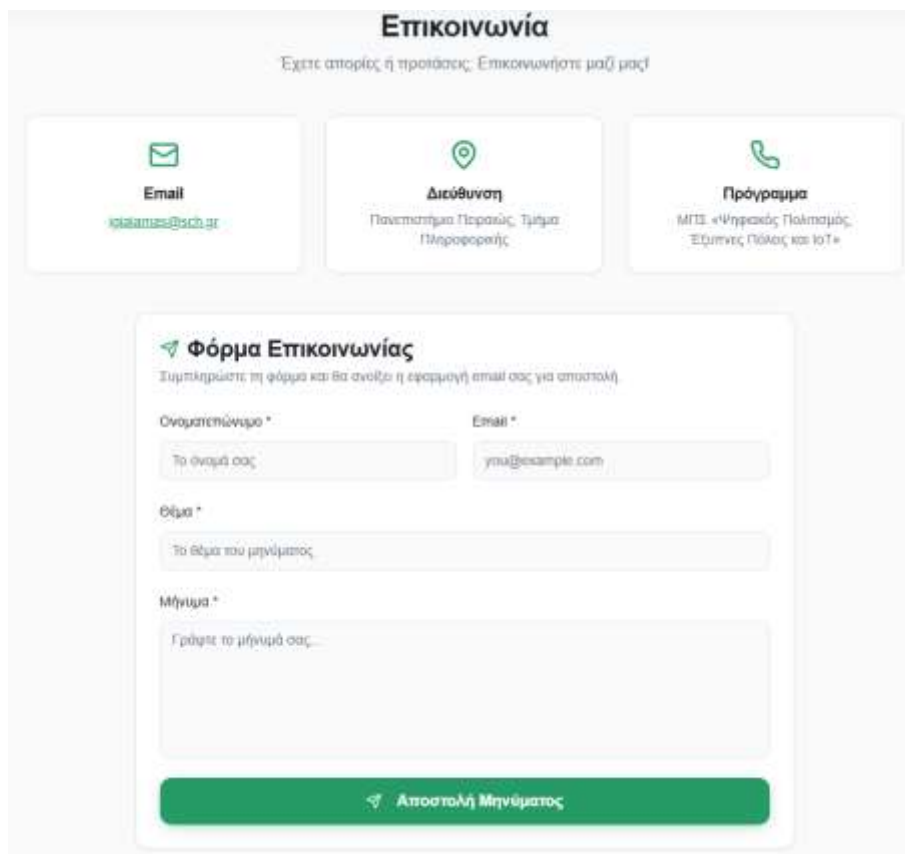 Επικοινωνία
Έχετε απορίες ή προτάσεις; Επικοινωνήστε μαζί μας!
Email
Διεύθυνση
Πρόγραμμα
@sch.gr
Πανεπιστήμιο Πειραιώς, Τμήμα
Πληροφορικής
ΜΠΣ «Ψηφιακός Πολιτισμός,
Έξυπνες Πόλεις και IoT»
Φόρμα Επικοινωνίας
Συμπληρώστε τη φόρμα και θα ανοίξει η εφαρμογή email σας για αποστολή
Ονοματεπώνυμο *
Email *
Το όνομά σας
you@example.com
Θέμα *
Το θέμα του μηνύματος
Μήνυμα *
Γράψτε το μήνυμά σας...
Αποστολή Μηνύματος